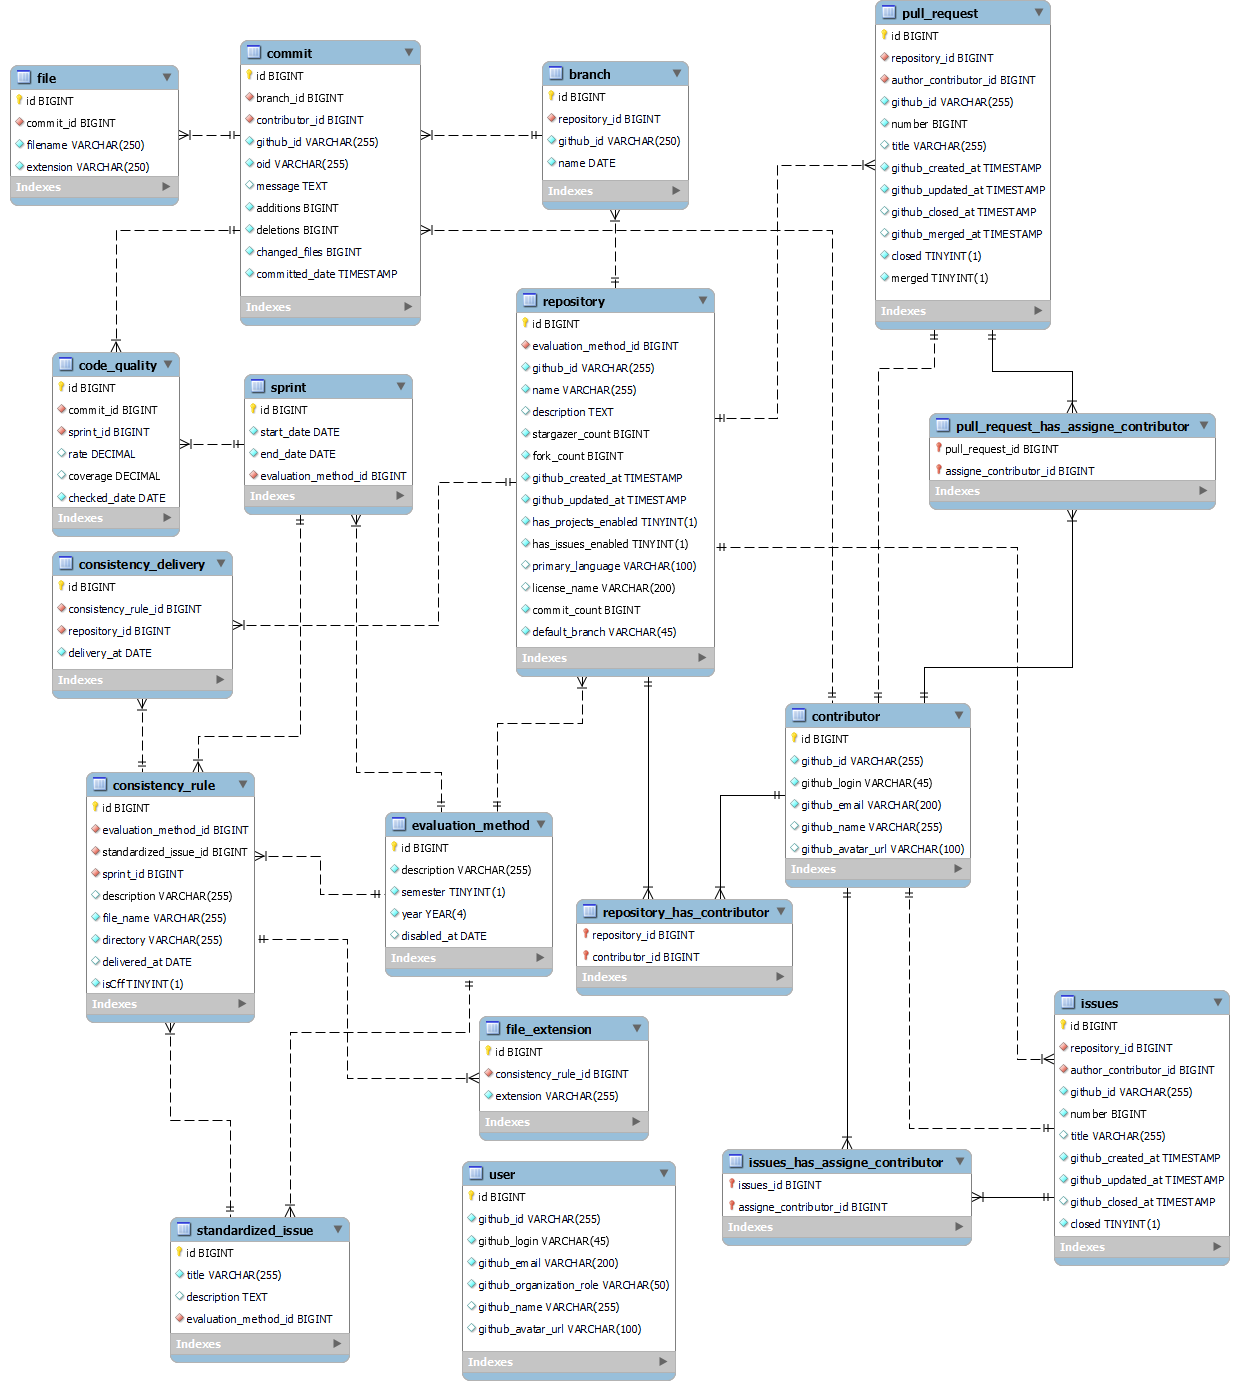 pull_request
id BIGINT
repository_id BIGINT
author_contributor_id BIGINT
github_id VARCHAR(255)
number BIGINT
title VARCHAR(255)
github_created_at TIMESTAMP
github_updated_at TIMESTAMP
github_closed_at TIMESTAMP
github_merged_at TIMESTAMP
closed TINYINT(1)
merged TINYINT(1)
Indexes
commit
id BIGINT
branch_id BIGINT
contributor_id BIGINT
github_id VARCHAR(255)
oid VARCHAR(255)
message TEXT
additions BIGINT
deletions BIGINT
changed_files BIGINT
committed_date TIMESTAMP
Indexes
file
id BIGINT
commit_id BIGINT
filename VARCHAR(250)
extension VARCHAR(250)
Indexes
branch
id BIGINT
repository_id BIGINT
github_id VARCHAR(250)
name DATE
Indexes
repository
id BIGINT
evaluation_method_id BIGINT
github_id VARCHAR(255)
name VARCHAR(255)
description TEXT
stargazer_count BIGINT
fork_count BIGINT
github_created_at TIMESTAMP
github_updated_at TIMESTAMP
has_projects_enabled TINYINT(1)
has_issues_enabled TINYINT(1)
primary_language VARCHAR(100)
license_name VARCHAR(200)
commit_count BIGINT
default_branch VARCHAR(45)
Indexes
code_quality
id BIGINT
commit_id BIGINT
sprint_id BIGINT
rate DECIMAL
coverage DECIMAL
checked_date DATE
Indexes
sprint
id BIGINT
start_date DATE
end_date DATE
evaluation_method_id BIGINT
Indexes
pull_request_has_assigne_contributor
pull_request_id BIGINT
assigne_contributor_id BIGINT
Indexes
consistency_delivery
id BIGINT
consistency_rule_id BIGINT
repository_id BIGINT
delivery_at DATE
Indexes
contributor
id BIGINT
github_id VARCHAR(255)
github_login VARCHAR(45)
github_email VARCHAR(200)
github_name VARCHAR(255)
github_avatar_url VARCHAR(100)
Indexes
consistency_rule
id BIGINT
evaluation_method_id BIGINT
standardized_issue_id BIGINT
sprint_id BIGINT
description VARCHAR(255)
file_name VARCHAR(255)
directory VARCHAR(255)
delivered_at DATE
isCff TINYINT(1)
Indexes
evaluation_method
id BIGINT
description VARCHAR(255)
semester TINYINT(1)
year YEAR(4)
disabled_at DATE
Indexes
repository_has_contributor
repository_id BIGINT
contributor_id BIGINT
Indexes
issues
id BIGINT
repository_id BIGINT
author_contributor_id BIGINT
github_id VARCHAR(255)
number BIGINT
title VARCHAR(255)
github_created_at TIMESTAMP
github_updated_at TIMESTAMP
github_closed_at TIMESTAMP
closed TINYINT(1)
Indexes
file_extension
id BIGINT
consistency_rule_id BIGINT
extension VARCHAR(255)
Indexes
issues_has_assigne_contributor
issues_id BIGINT
assigne_contributor_id BIGINT
Indexes
user
id BIGINT
github_id VARCHAR(255)
github_login VARCHAR(45)
github_email VARCHAR(200)
github_organization_role VARCHAR(50)
github_name VARCHAR(255)
github_avatar_url VARCHAR(100)
Indexes
standardized_issue
id BIGINT
title VARCHAR(255)
description TEXT
evaluation_method_id BIGINT
Indexes